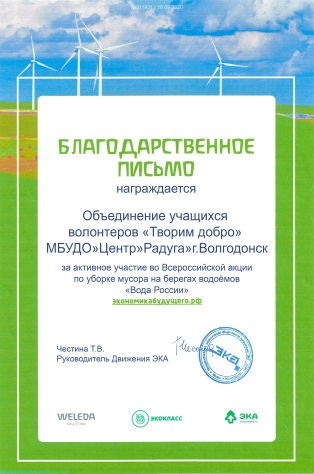 БЛАГОДАРСТВЕННОЕ
ПИСЬМО
награждается
Объединение учащихся
волонтеров «Творим добро»
МБУДО»Центр»Радуга»г.Волгодонск
за активное участие во Всероссийской акции
по уборке мусора на берегах водоёмов
«Вода России»
экономикабудущего.рф
Честина Т.В.
Руководитель Движения ЭКА
ЭКА
WELEDA
ЭКОКЛАСС
ЭКА